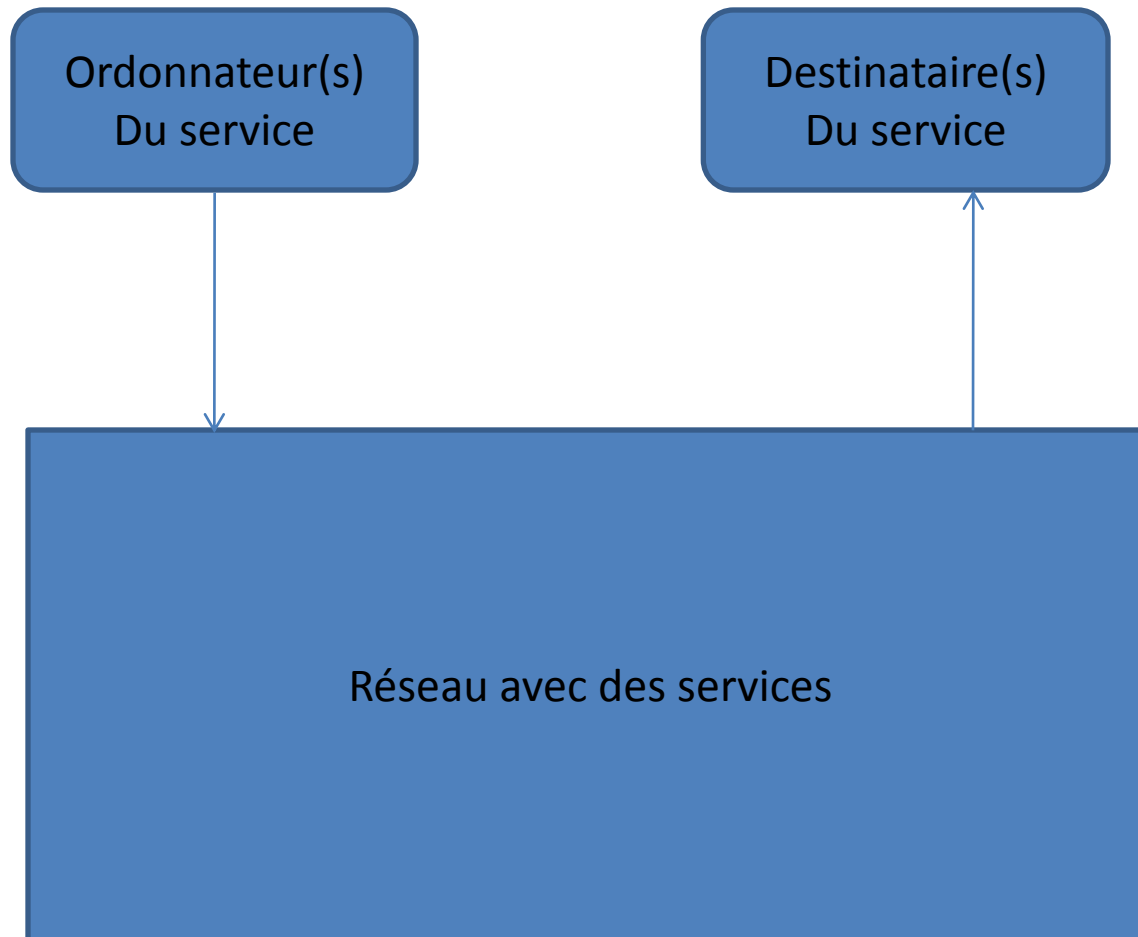 Ordonnateur(s)
Du service
Destinataire(s)
Du service
Réseau avec des services